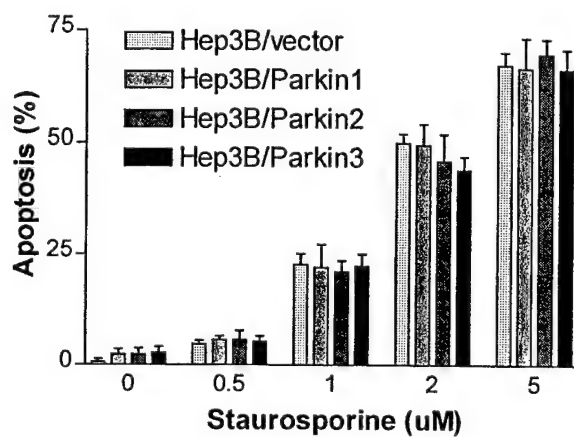 75
50
25
0
Apoptosis (%)
Hep3B/vector
Hep3B/Parkin1
Hep3B/Parkin2
Hep3B/Parkin3
0 0.5 1 2 5
Staurosporine (uM)